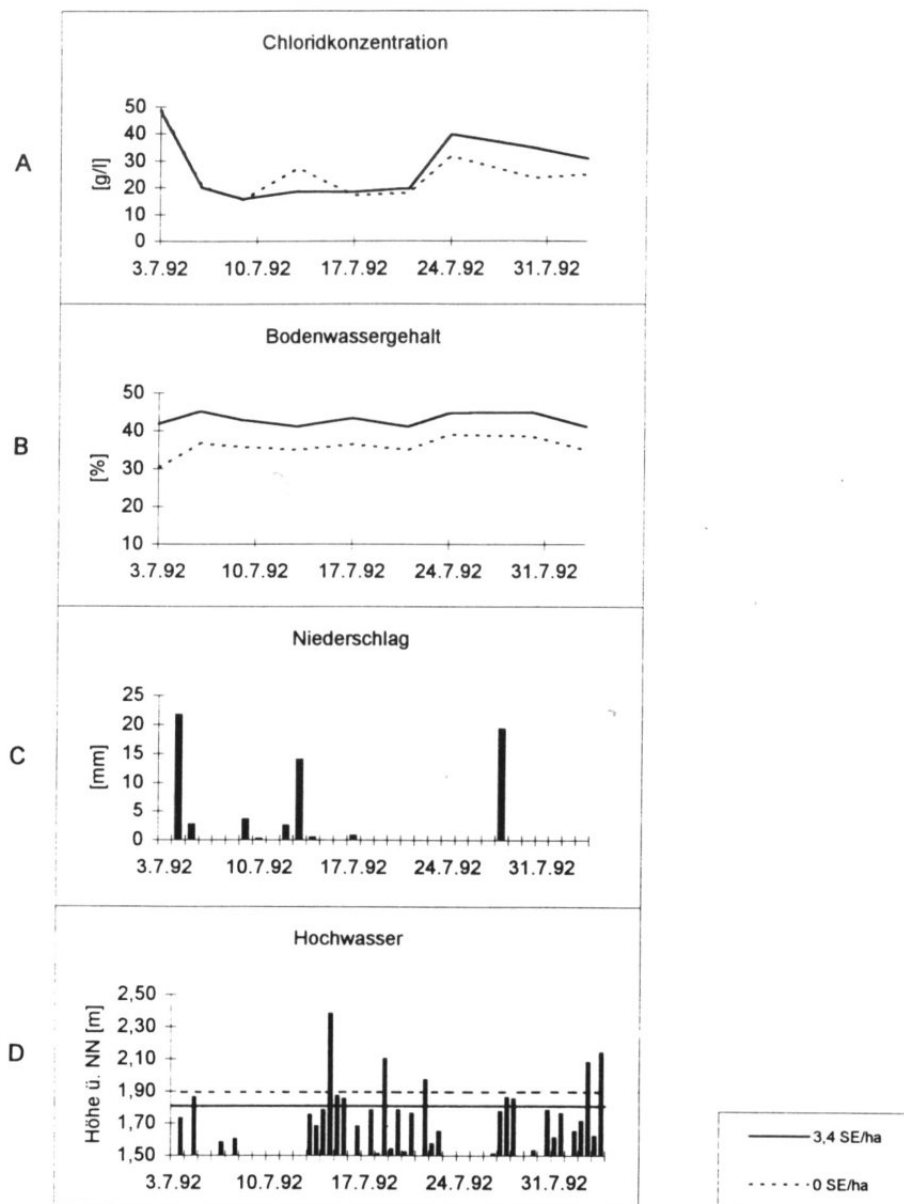 Chloridkonzentration
A
[g/l]
50
40
30
20
10
0
3.7.92 10.7.92 17.7.92 24.7.92 31.7.92
Bodenwassergehalt
B
[%]
50
40
30
20
10
3.7.92 10.7.92 17.7.92 24.7.92 31.7.92
Niederschlag
C
[mm]
25
20
15
10
5
0
3.7.92 10.7.92 17.7.92 24.7.92 31.7.92
Hochwasser
D
Höhe ü. NN [m]
2,50
2,30
2,10
1,90
1,70
1,50
3.7.92 10.7.92 17.7.92 24.7.92 31.7.92
3,4 SE/ha
0 SE/ha